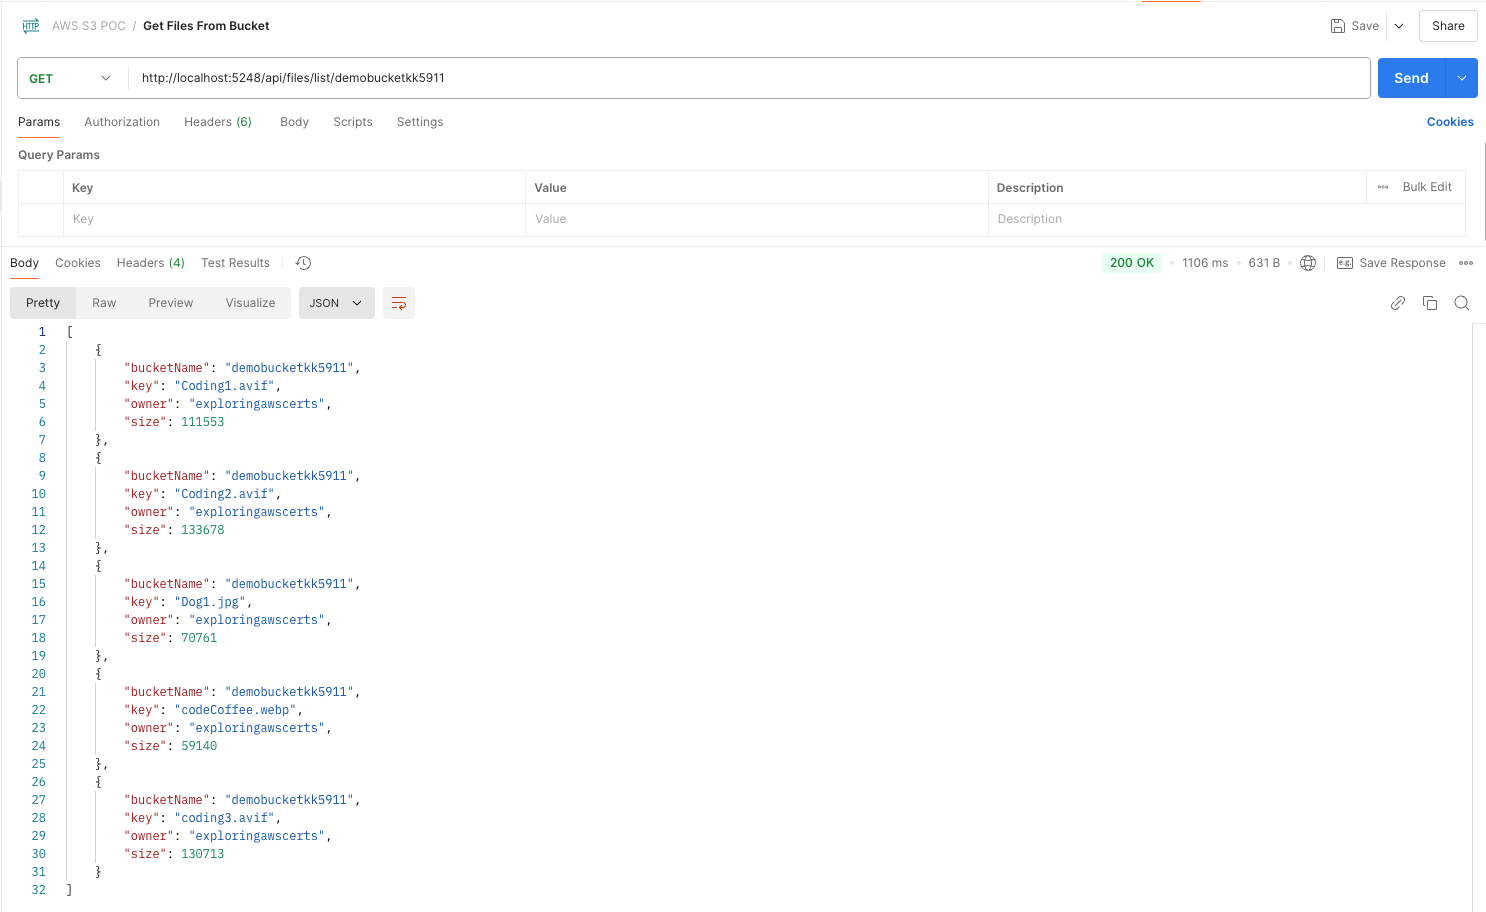 HTTP AWS S3 POC / Get Files From Bucket Save Share
GET http://localhost:5248/api/files/list/demobucketkk5911 Send
Params Authorization Headers (6) Body Scripts Settings Cookies
Query Params
Key Value Description Bulk Edit
Key Value Description
Body Cookies Headers (4) Test Results 200 OK 1106 ms 631 B e.g. Save Response
Pretty Raw Preview Visualize JSON
1 [
2 {
3 "bucketName": "demobucketkk5911",
4 "key": "Coding1.avif",
5 "owner": "exploringawscerts",
6 "size": 111553
7 },
8 {
9 "bucketName": "demobucketkk5911",
10 "key": "Coding2.avif",
11 "owner": "exploringawscerts",
12 "size": 133678
13 },
14 {
15 "bucketName": "demobucketkk5911",
16 "key": "Dog1.jpg",
17 "owner": "exploringawscerts",
18 "size": 70761
19 },
20 {
21 "bucketName": "demobucketkk5911",
22 "key": "codeCoffee.webp",
23 "owner": "exploringawscerts",
24 "size": 59140
25 },
26 {
27 "bucketName": "demobucketkk5911",
28 "key": "coding3.avif",
29 "owner": "exploringawscerts",
30 "size": 130713
31 }
32 ]